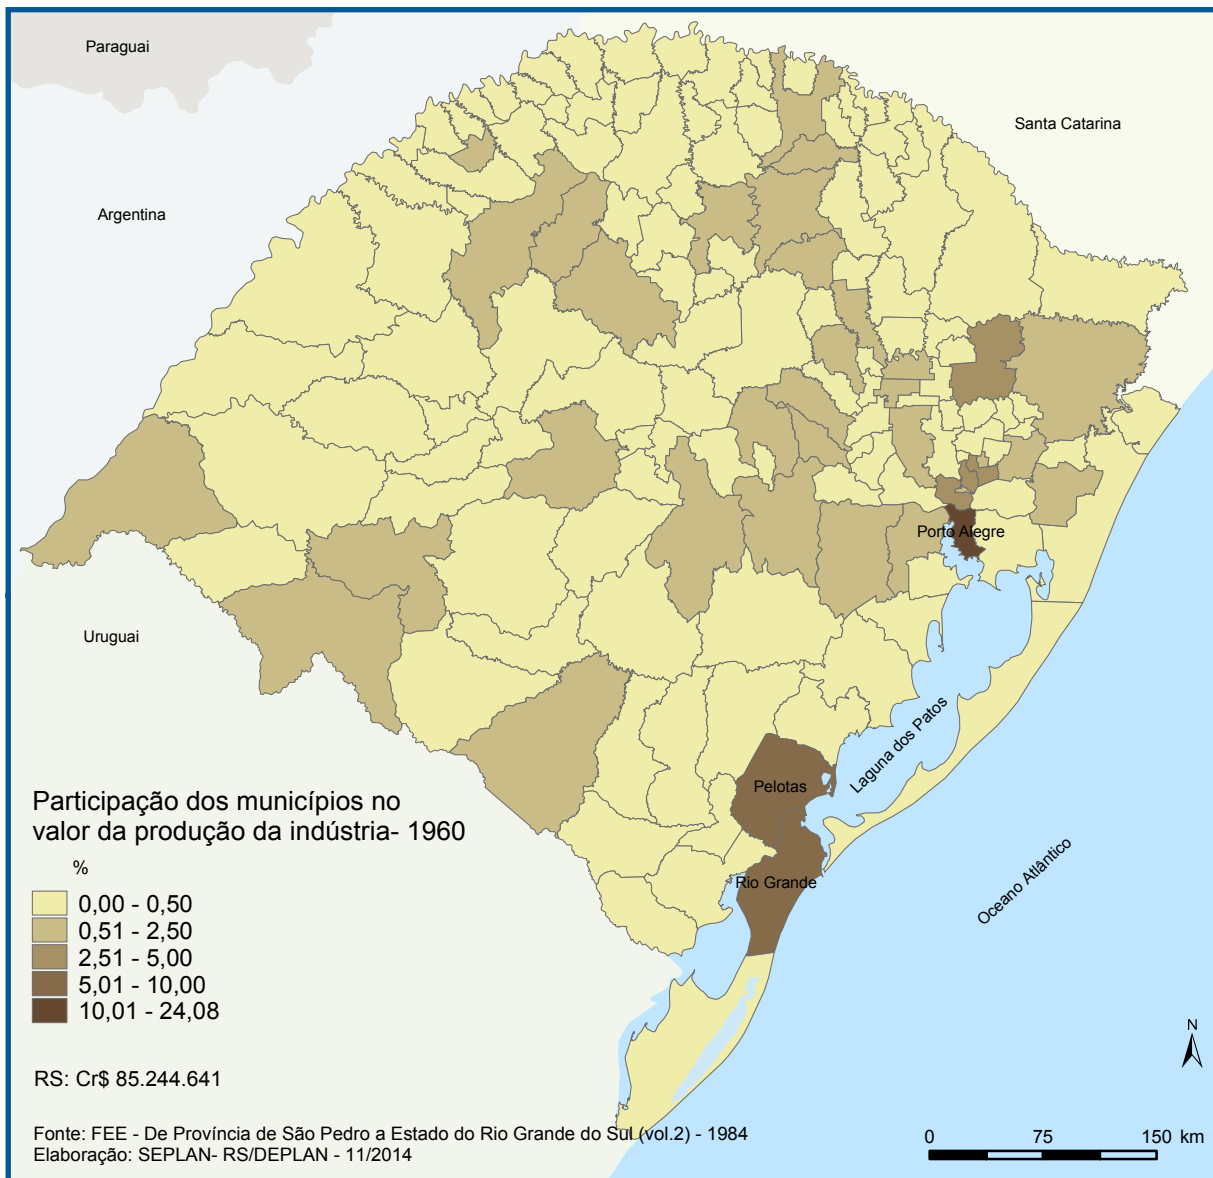 Paraguai
Santa Catarina
Argentina
Porto Alegre
Uruguai
Laguna dos Patos
Pelotas
Rio Grande
Oceano Atlântico
Participação dos municípios no
valor da produção da indústria- 1960
%
0,00 - 0,50
0,51 - 2,50
2,51 - 5,00
5,01 - 10,00
10,01 - 24,08
N
RS: Cr$ 85.244.641
Fonte: FEE - De Província de São Pedro a Estado do Rio Grande do Sul (vol.2) - 1984
Elaboração: SEPLAN- RS/DEPLAN - 11/2014
0 75 150 km